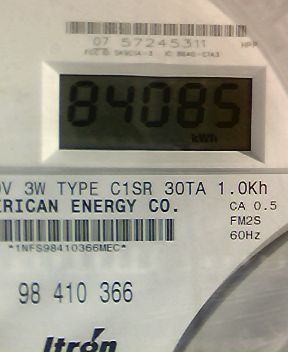 07 57245311
84085
kWh
V 3W TYPE C1SR 30TA 1.0Kh
ERICAN ENERGY CO.
CA 0.5
FM2S
60Hz
*1NFS98410366MEC*
98 410 366
Itrón